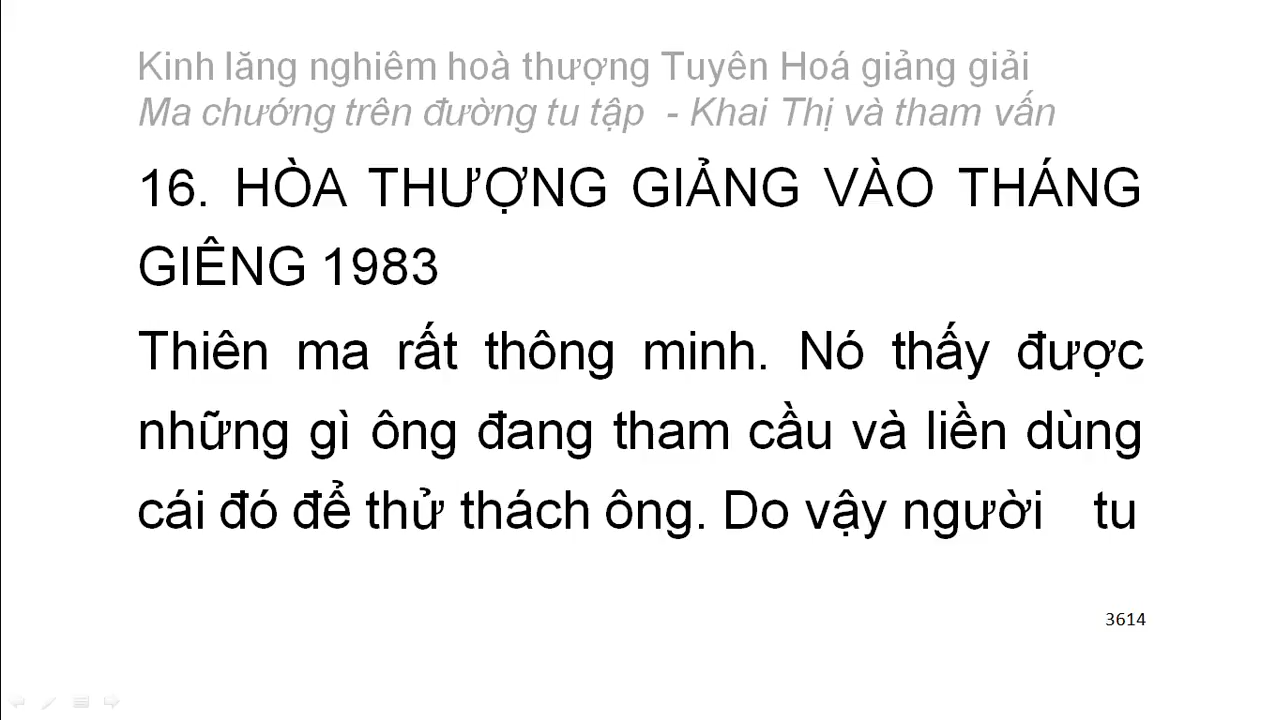 Kinh lăng nghiêm hoà thượng Tuyên Hoá giảng giải
Ma chướng trên đường tu tập - Khai Thị và tham vấn
16. HÒA THƯỢNG GIẢNG VÀO THÁNG
GIÊNG 1983
Thiên ma rất thông minh. Nó thấy được
những gì ông đang tham cầu và liền dùng
cái đó để thử thách ông. Do vậy người tu
3614